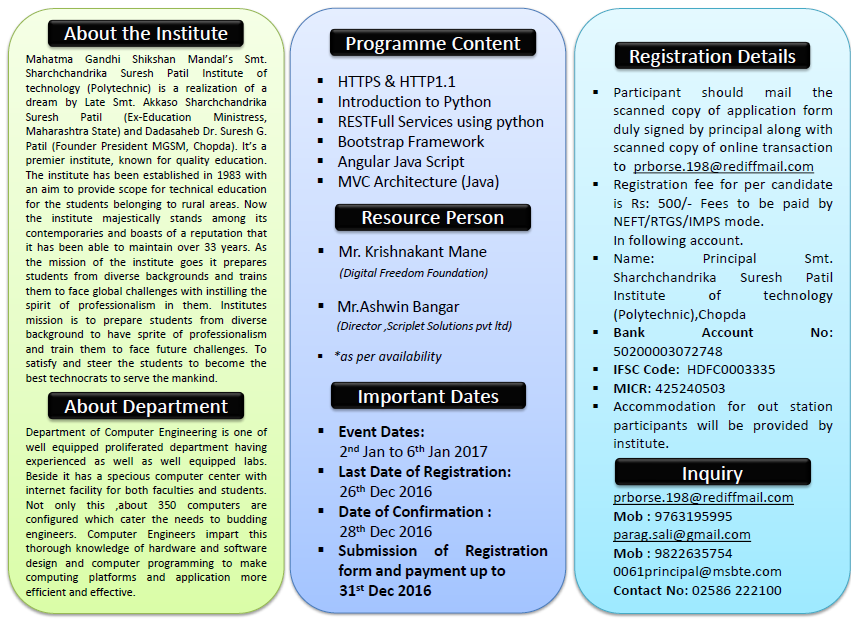 About the Institute
Mahatma Gandhi Shikshan Mandal's Smt.
Sharchchandrika Suresh Patil Institute of
technology (Polytechnic) is a realization of a
dream by Late Smt. Akkaso Sharchchandrika
Suresh Patil (Ex-Education Ministress,
Maharashtra State) and Dadasaheb Dr. Suresh G.
Patil (Founder President MGSM, Chopda). It's a
premier institute, known for quality education.
The institute has been established in 1983 with
an aim to provide scope for technical education
for the students belonging to rural areas. Now
the institute majestically stands among its
contemporaries and boasts of a reputation that
it has been able to maintain over 33 years. As
the mission of the institute goes it prepares
students from diverse backgrounds and trains
them to face global challenges with instilling the
spirit of professionalism in them. Institutes
mission is to prepare students from diverse
background to have sprite of professionalism
and train them to face future challenges. To
satisfy and steer the students to become the
best technocrats to serve the mankind.
About Department
Department of Computer Engineering is one of
well equipped proliferated department having
experienced as well as well equipped labs.
Beside it has a specious computer center with
internet facility for both faculties and students.
Not only this ,about 350 computers are
configured which cater the needs to budding
engineers. Computer Engineers impart this
thorough knowledge of hardware and software
design and computer programming to make
computing platforms and application more
efficient and effective.
Programme Content
▪ HTTPS & HTTP1.1
▪ Introduction to Python
▪ RESTFull Services using python
▪ Bootstrap Framework
▪ Angular Java Script
▪ MVC Architecture (Java)
Resource Person
▪ Mr. Krishnakant Mane
(Digital Freedom Foundation)
▪ Mr.Ashwin Bangar
(Director ,Scriplet Solutions pvt ltd)
▪ *as per availability
Important Dates
▪ Event Dates:
2nd Jan to 6th Jan 2017
▪ Last Date of Registration:
26th Dec 2016
▪ Date of Confirmation :
28th Dec 2016
▪ Submission of Registration
form and payment up to
31st Dec 2016
Registration Details
▪ Participant should mail the
scanned copy of application form
duly signed by principal along with
scanned copy of online transaction
to prborse.198@rediffmail.com
▪ Registration fee for per candidate
is Rs: 500/- Fees to be paid by
NEFT/RTGS/IMPS mode.
In following account.
▪ Name: Principal Smt.
Sharchchandrika Suresh Patil
Institute of technology
(Polytechnic),Chopda
▪ Bank Account No:
50200003072748
▪ IFSC Code: HDFC0003335
▪ MICR: 425240503
▪ Accommodation for out station
participants will be provided by
institute.
Inquiry
prborse.198@rediffmail.com
Mob : 9763195995
parag.sali@gmail.com
Mob : 9822635754
0061principal@msbte.com
Contact No: 02586 222100